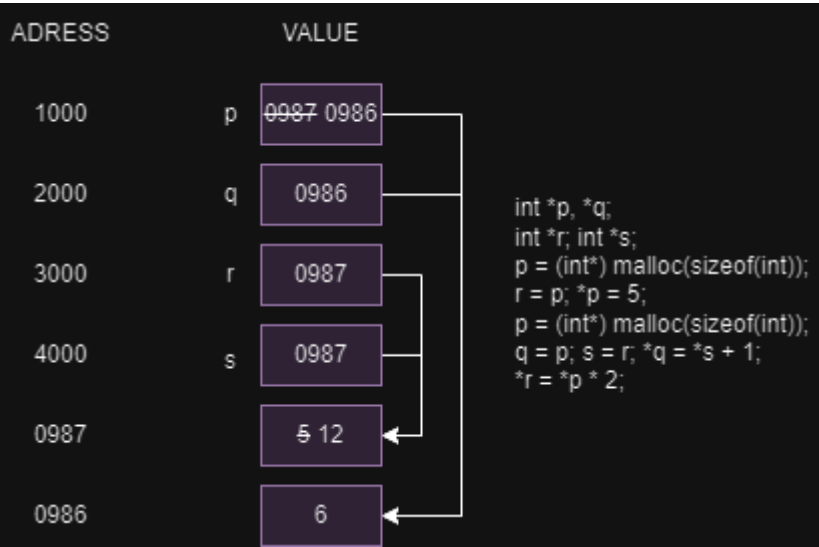 ADRESS VALUE
1000 p 0987 0986
2000 q 0986
3000 r 0987
4000 s 0987
0987 5 12
0986 6
int *p, *q;
int *r; int *s;
p = (int*) malloc(sizeof(int));
r = p; *p = 5;
p = (int*) malloc(sizeof(int));
q = p; s = r; *q = *s + 1;
*r = *p * 2;